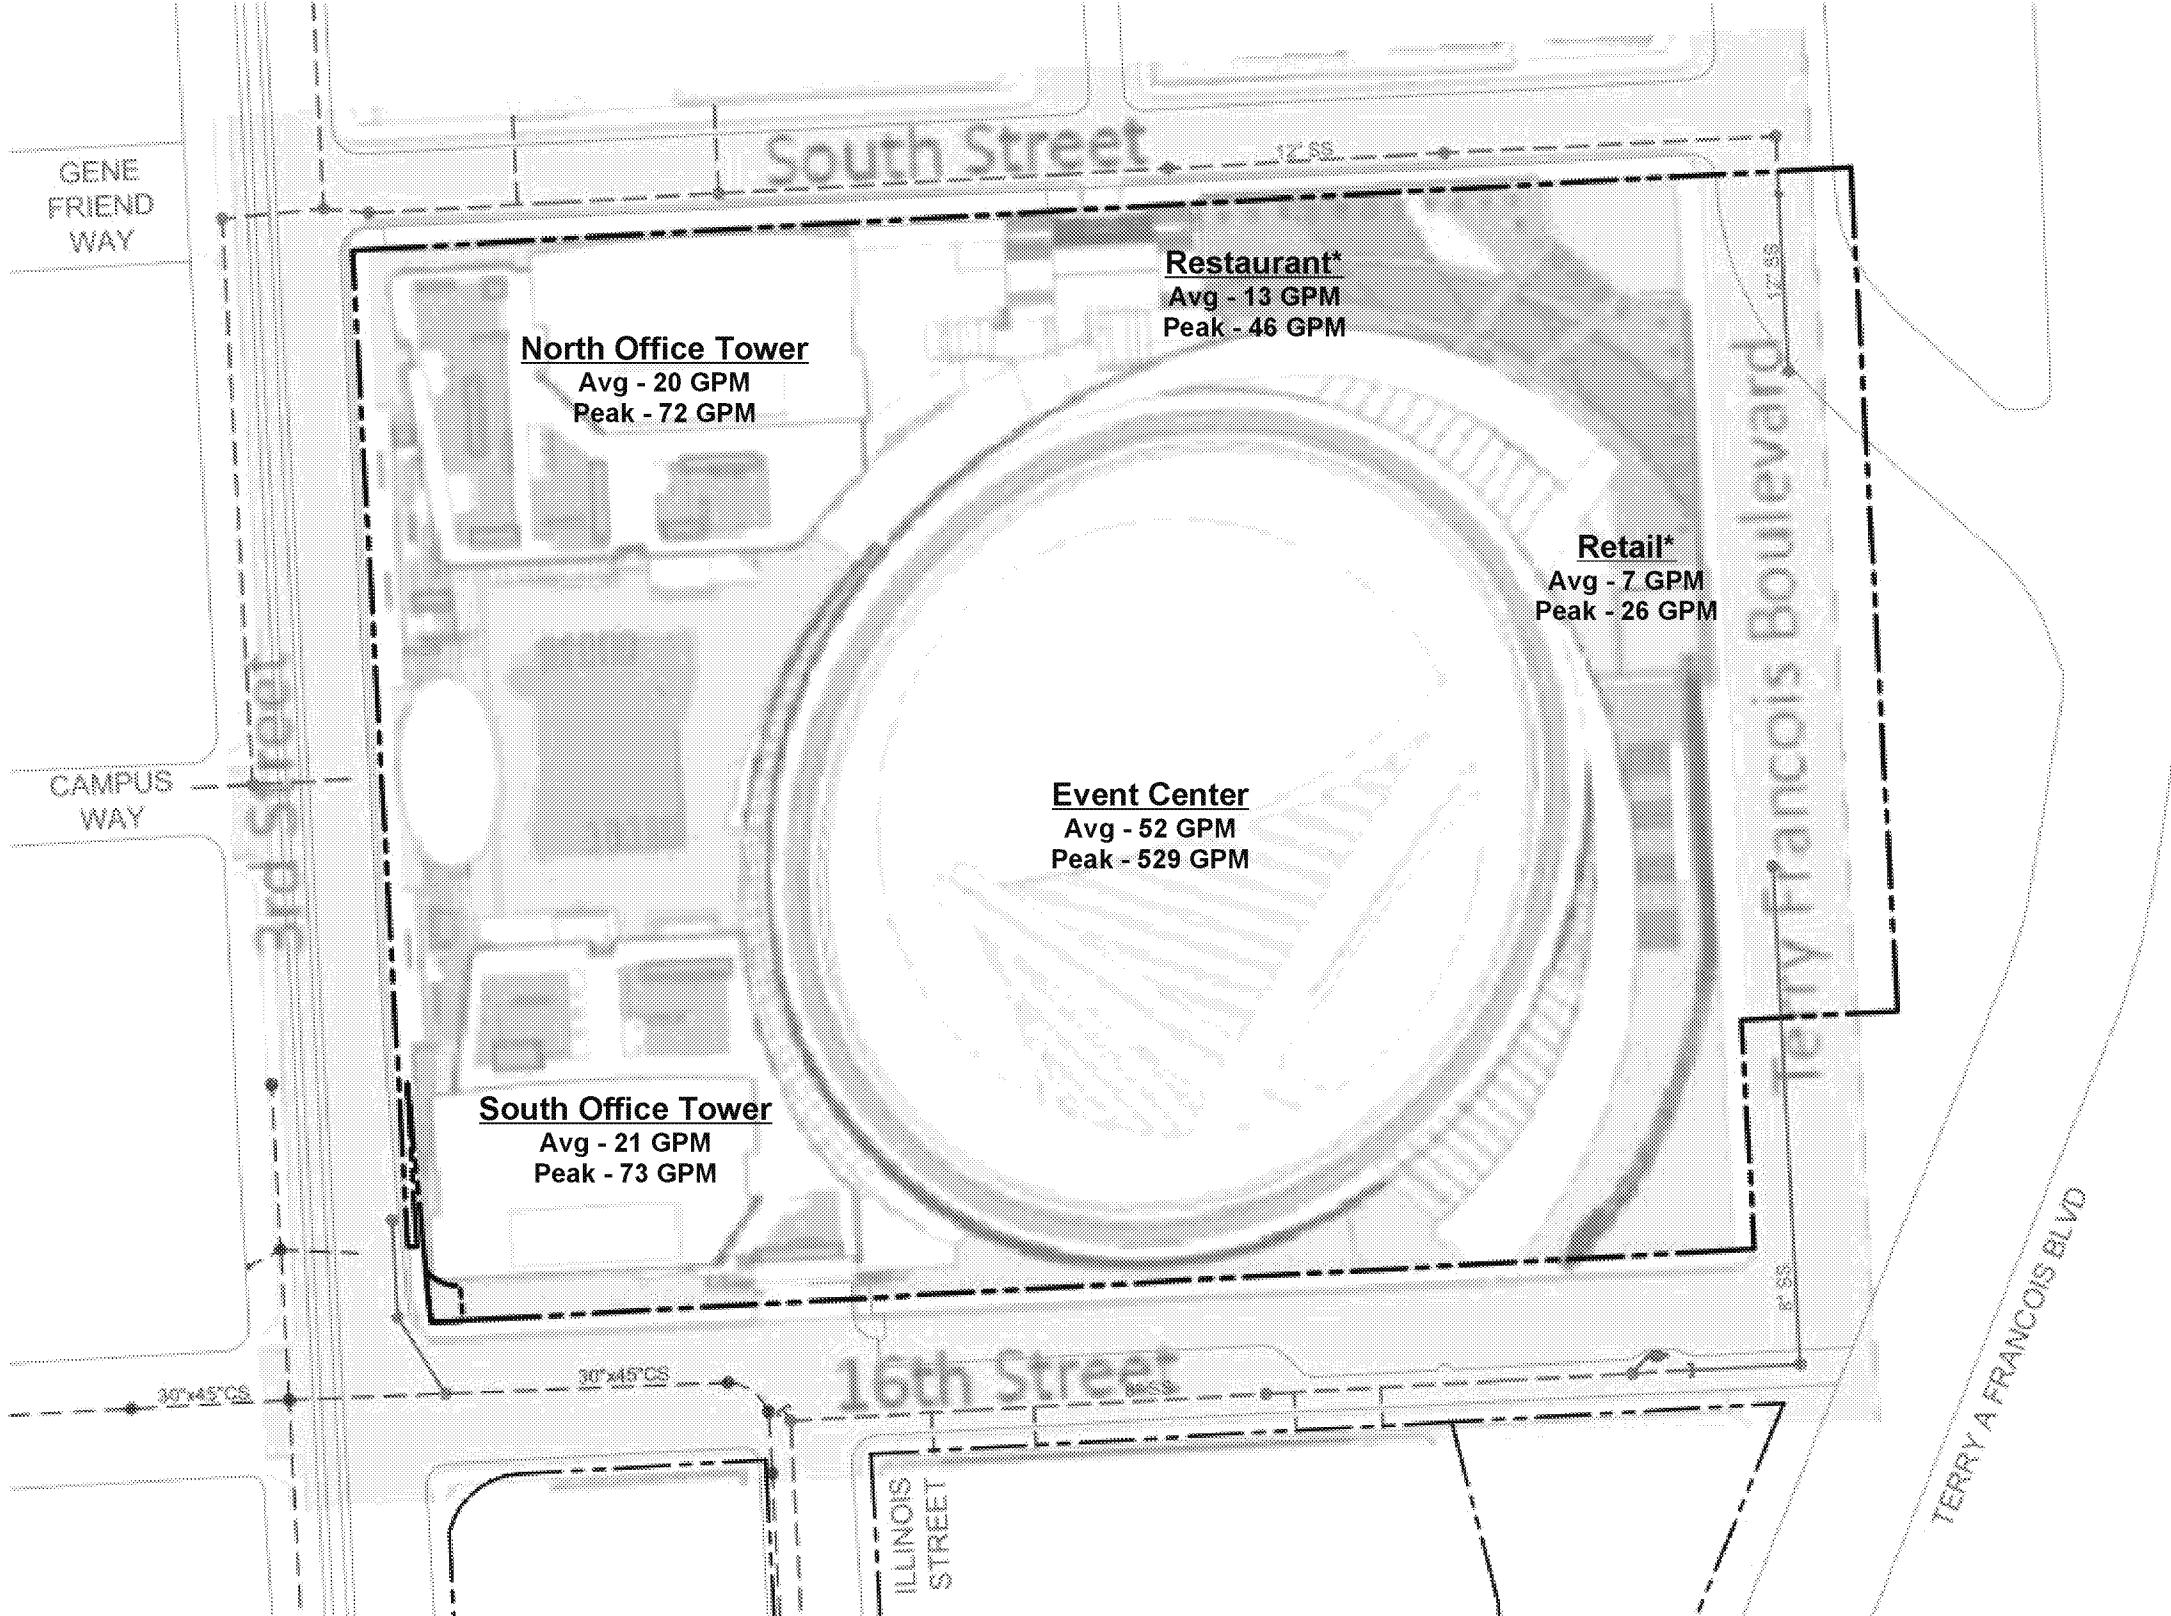 South Street
12" SS
GENE
FRIEND
WAY
Restaurant*
Avg - 13 GPM
Peak - 46 GPM
12" SS
North Office Tower
Avg - 20 GPM
Peak - 72 GPM
Retail*
Avg - 7 GPM
Peak - 26 GPM
Terry Francois Boulevard
3rd Street
CAMPUS
WAY
Event Center
Avg - 52 GPM
Peak - 529 GPM
South Office Tower
Avg - 21 GPM
Peak - 73 GPM
8" SS
TERRY A FRANCOIS BLVD
16th Street
30"x45"CS
30"x45"CS
ILLINOIS
STREET